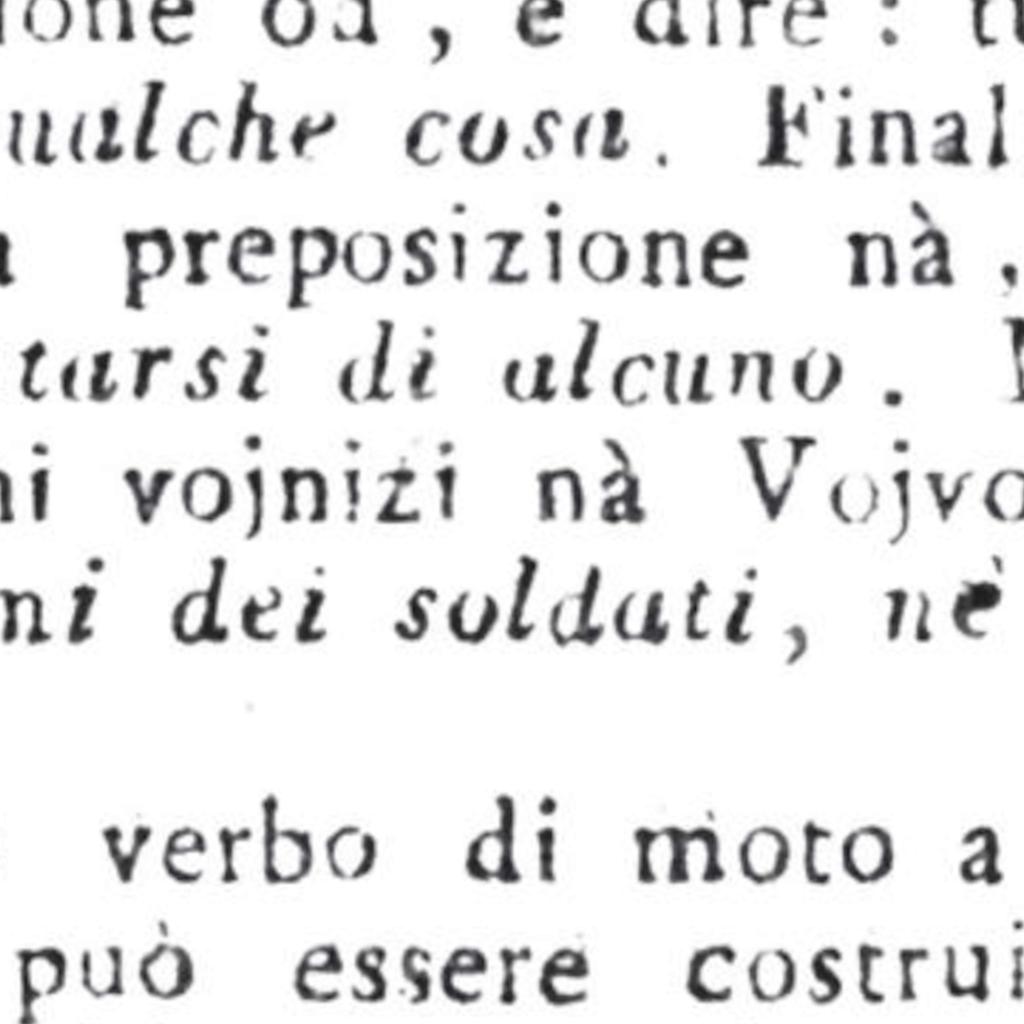 ione od, e dire: tu
ualche cosa. Final
a preposizione nà,
tarsi di alcuno.
ni vojnizi nà Vojvo
ni dei soldati, nè
verbo di moto a
può essere costrui